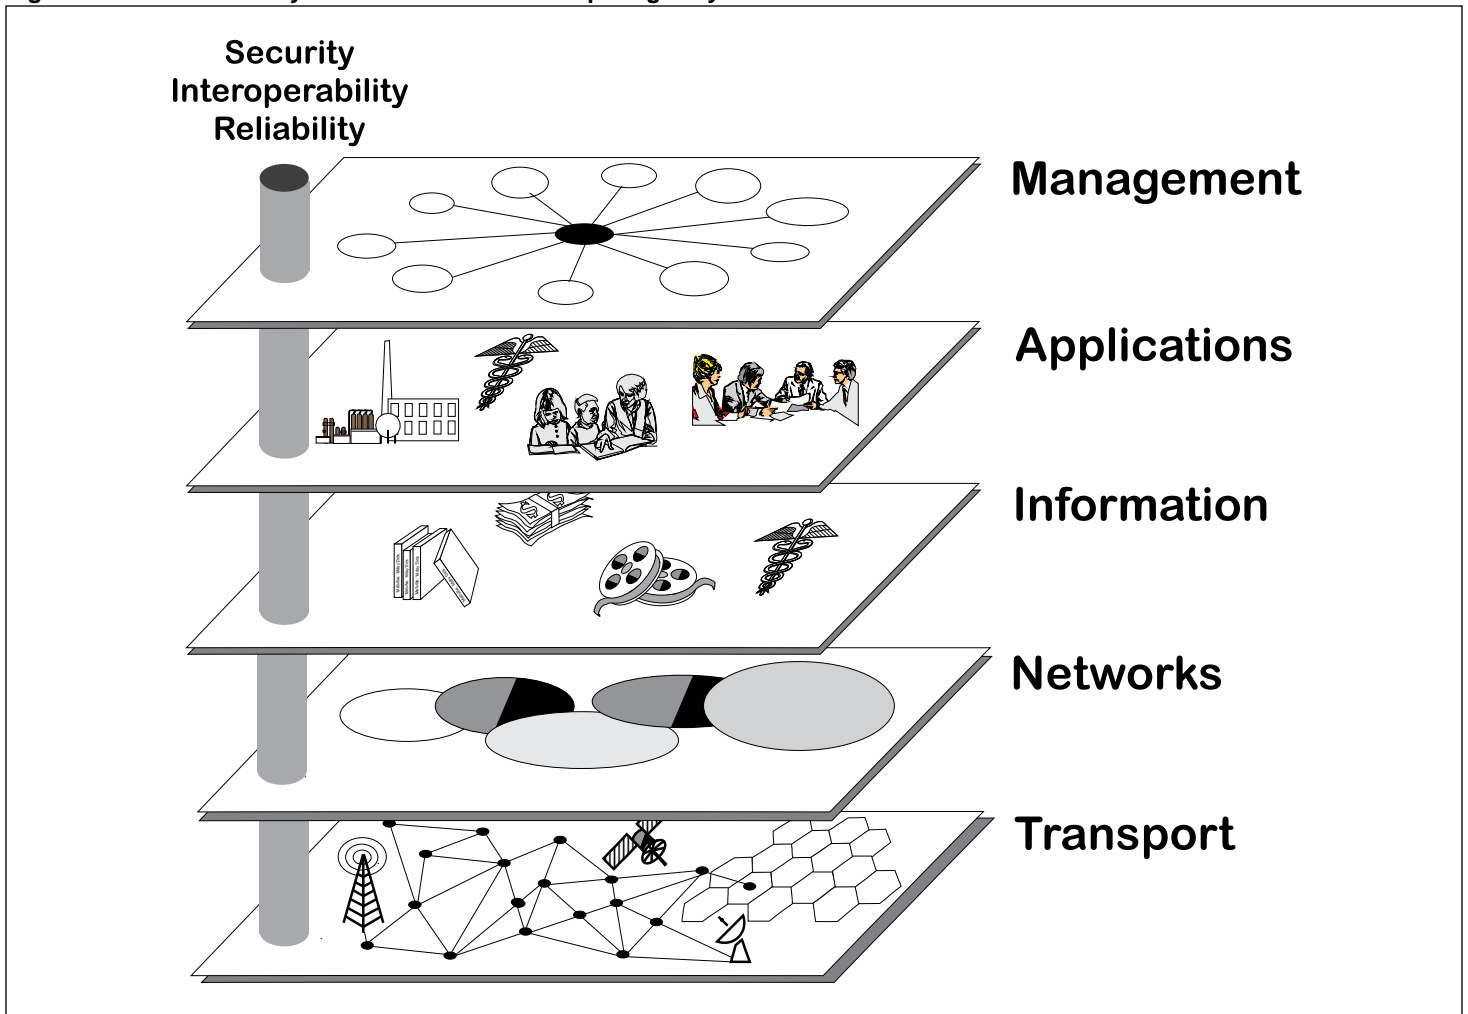 Security
Interoperability
Reliability
Management
Applications
Information
Networks
Transport